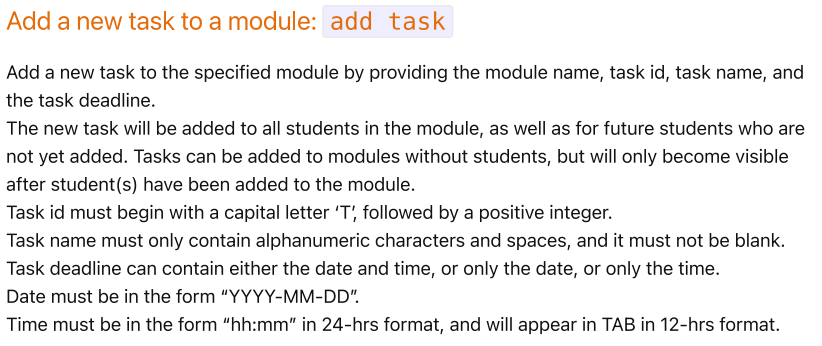 Add a new task to a module: add task
Add a new task to the specified module by providing the module name, task id, task name, and
the task deadline.
The new task will be added to all students in the module, as well as for future students who are
not yet added. Tasks can be added to modules without students, but will only become visible
after student(s) have been added to the module.
Task id must begin with a capital letter ‘T’, followed by a positive integer.
Task name must only contain alphanumeric characters and spaces, and it must not be blank.
Task deadline can contain either the date and time, or only the date, or only the time.
Date must be in the form “YYYY-MM-DD”.
Time must be in the form “hh:mm” in 24-hrs format, and will appear in TAB in 12-hrs format.